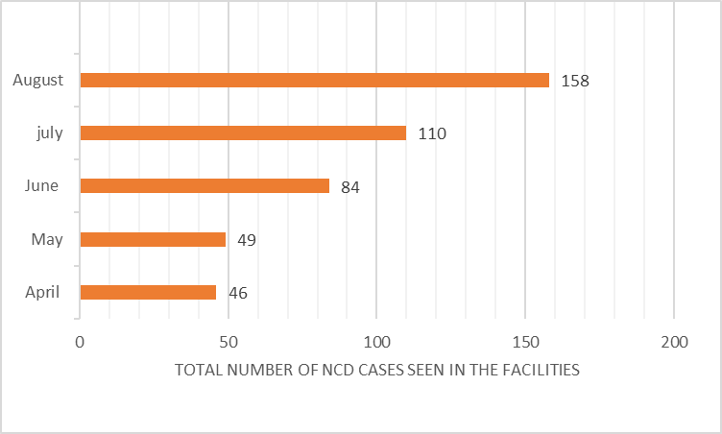 August 158
july 110
June 84
May 49
April 46
0 50 100 150 200
TOTAL NUMBER OF NCD CASES SEEN IN THE FACILITIES